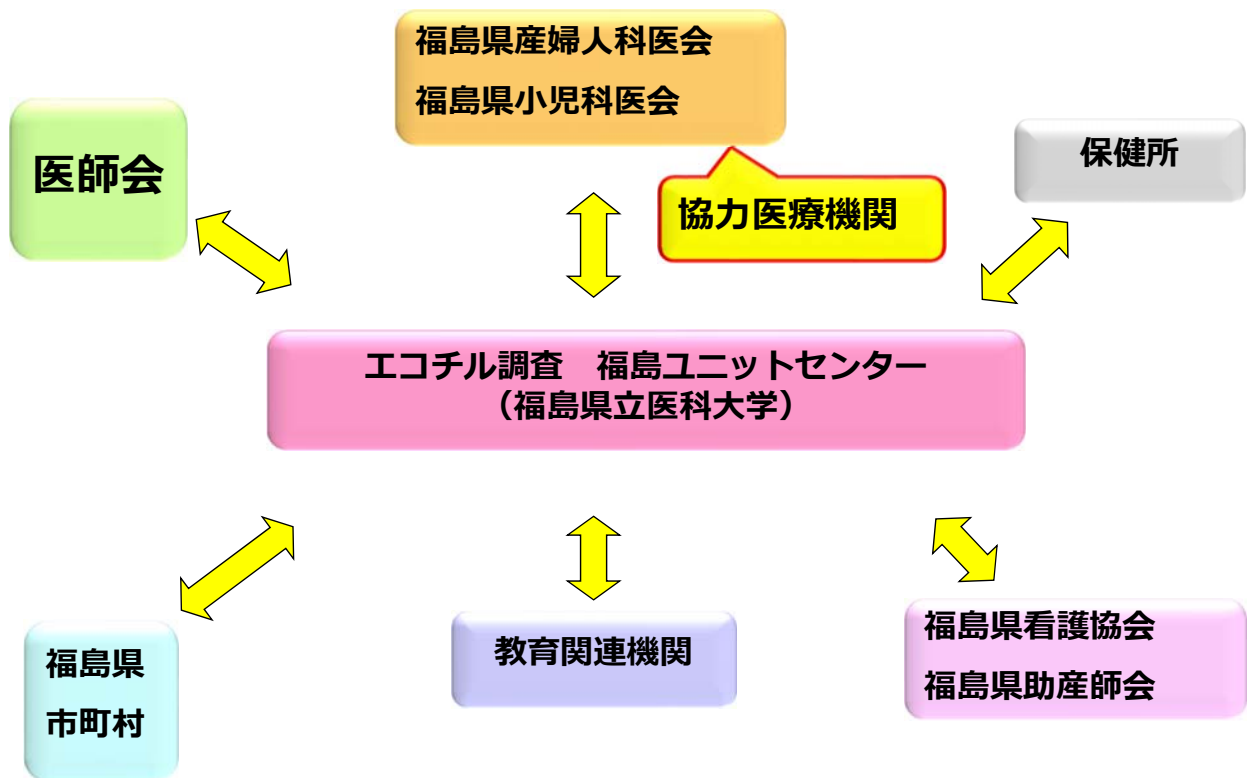 福島県産婦人科医会
福島県小児科医会
医師会
保健所
協力医療機関
エコチル調査　福島ユニットセンター
（福島県立医科大学）
福島県
市町村
教育関連機関
福島県看護協会
福島県助産師会